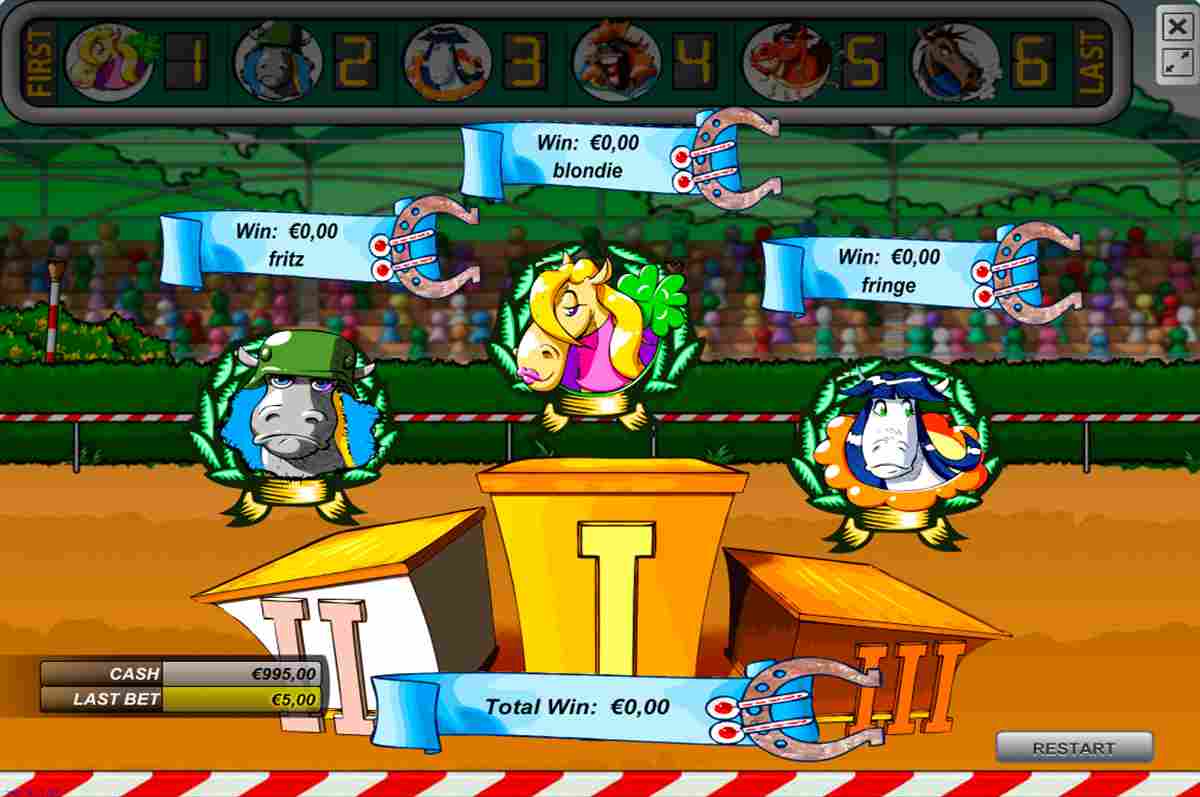 FIRST 1 2 3 4 5 6 LAST
Win: €0,00
blondie
Win: €0,00
fritz
Win: €0,00
fringe
I
II
III
CASH €995,00
LAST BET €5,00
Total Win: €0,00
RESTART